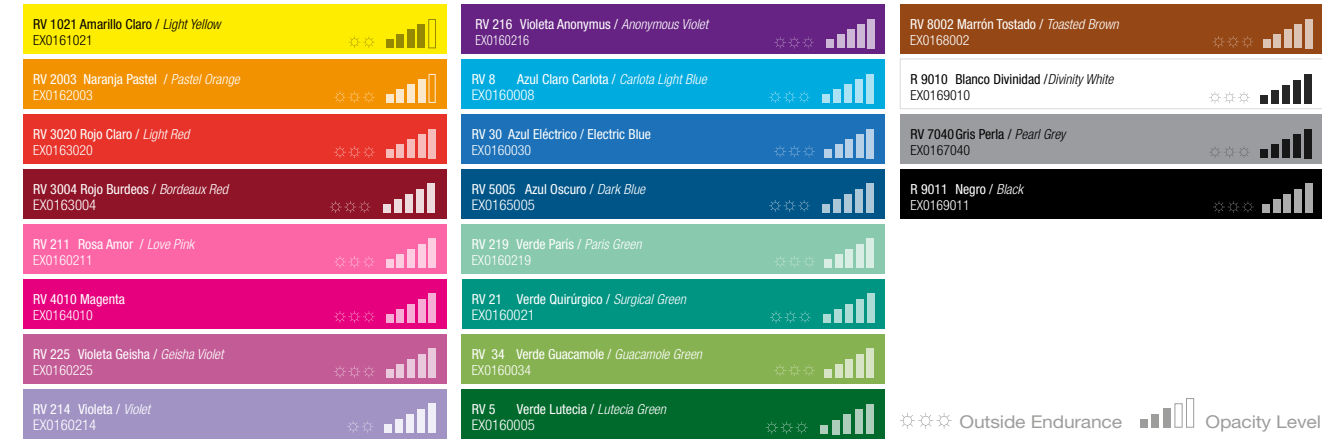 RV 1021 Amarillo Claro / Light Yellow
EX0161021
RV 2003 Naranja Pastel / Pastel Orange
EX0162003
RV 3020 Rojo Claro / Light Red
EX0163020
RV 3004 Rojo Burdeos / Bordeaux Red
EX0163004
RV 211 Rosa Amor / Love Pink
EX0160211
RV 4010 Magenta
EX0164010
RV 225 Violeta Geisha / Geisha Violet
EX0160225
RV 214 Violeta / Violet
EX0160214
RV 216 Violeta Anonymus / Anonymous Violet
EX0160216
RV 8 Azul Claro Carlota / Carlota Light Blue
EX0160008
RV 30 Azul Eléctrico / Electric Blue
EX0160030
RV 5005 Azul Oscuro / Dark Blue
EX0165005
RV 219 Verde París / Paris Green
EX0160219
RV 21 Verde Quirúrgico / Surgical Green
EX0160021
RV 34 Verde Guacamole / Guacamole Green
EX0160034
RV 5 Verde Lutecia / Lutecia Green
EX0160005
RV 8002 Marrón Tostado / Toasted Brown
EX0168002
R 9010 Blanco Divinidad /Divinity White
EX0169010
RV 7040 Gris Perla / Pearl Grey
EX0167040
R 9011 Negro / Black
EX0169011
Outside Endurance Opacity Level